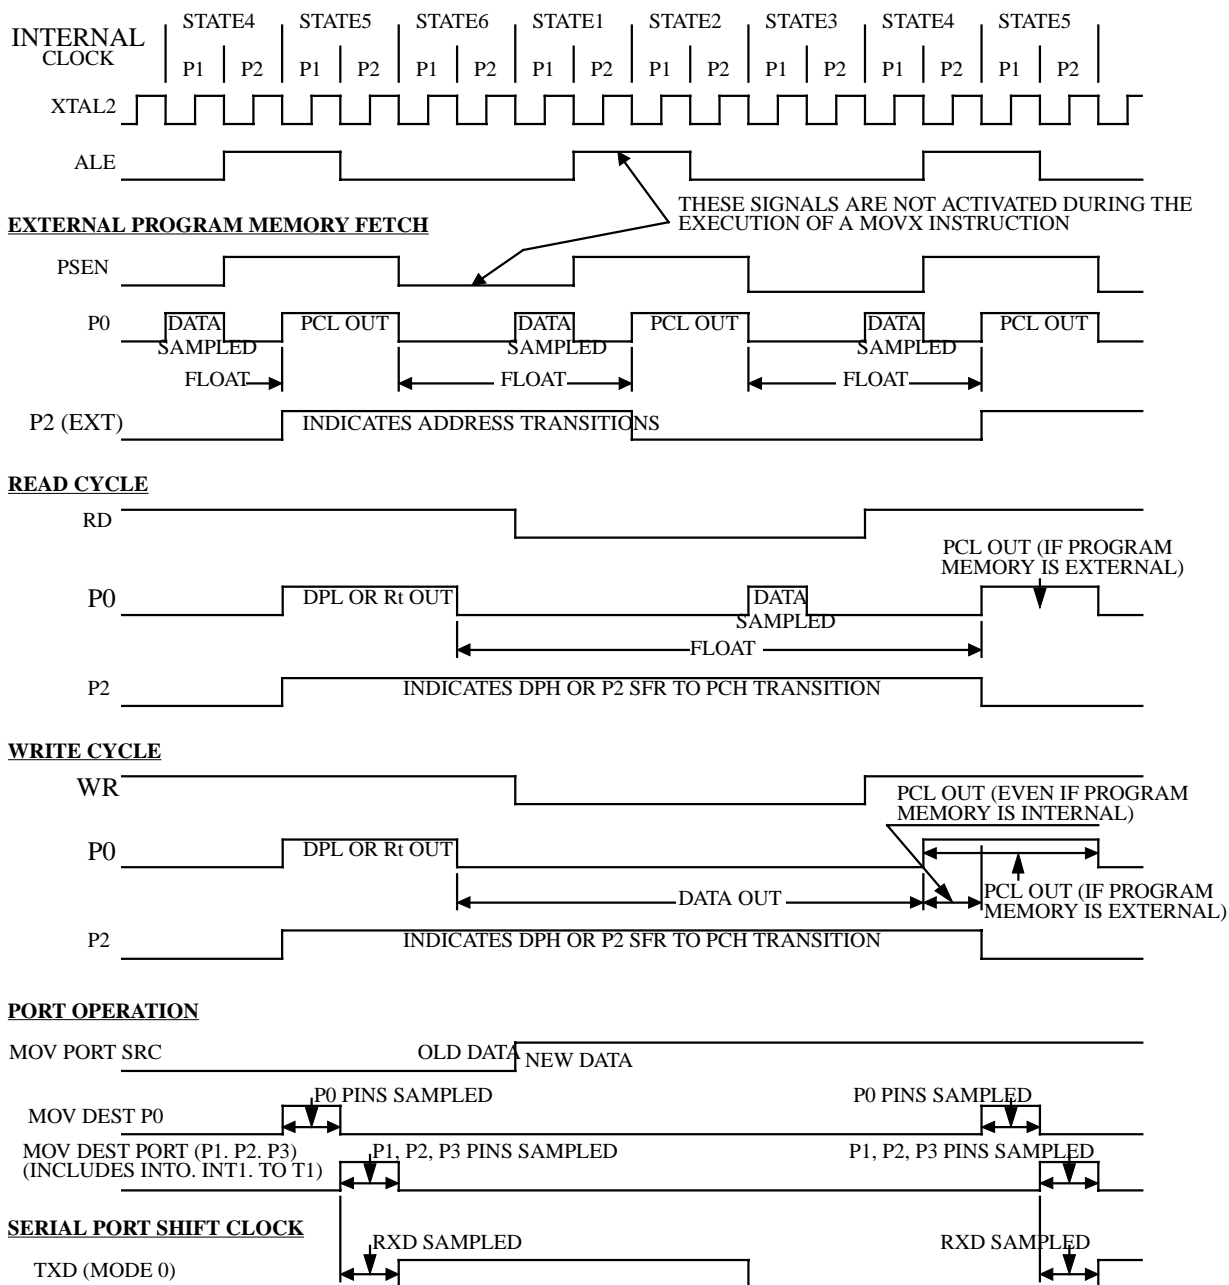 STATE4 STATE5 STATE6 STATE1 STATE2 STATE3 STATE4 STATE5
INTERNAL
CLOCK
P1 P2 P1 P2 P1 P2 P1 P2 P1 P2 P1 P2 P1 P2 P1 P2
XTAL2
ALE
THESE SIGNALS ARE NOT ACTIVATED DURING THE
EXECUTION OF A MOVX INSTRUCTION
EXTERNAL PROGRAM MEMORY FETCH
PSEN
P0 DATA PCL OUT DATA PCL OUT DATA PCL OUT
SAMPLED SAMPLED SAMPLED
FLOAT FLOAT FLOAT
P2 (EXT) INDICATES ADDRESS TRANSITIONS
READ CYCLE
RD
PCL OUT (IF PROGRAM
MEMORY IS EXTERNAL)
P0 DPL OR Rt OUT DATA
SAMPLED
FLOAT
P2 INDICATES DPH OR P2 SFR TO PCH TRANSITION
WRITE CYCLE
WR
PCL OUT (EVEN IF PROGRAM
MEMORY IS INTERNAL)
P0 DPL OR Rt OUT
DATA OUT PCL OUT (IF PROGRAM
MEMORY IS EXTERNAL)
P2 INDICATES DPH OR P2 SFR TO PCH TRANSITION
PORT OPERATION
MOV PORT SRC OLD DATA NEW DATA
P0 PINS SAMPLED P0 PINS SAMPLED
MOV DEST P0
MOV DEST PORT (P1. P2. P3) P1, P2, P3 PINS SAMPLED P1, P2, P3 PINS SAMPLED
(INCLUDES INTO. INT1. TO T1)
SERIAL PORT SHIFT CLOCK
RXD SAMPLED RXD SAMPLED
TXD (MODE 0)